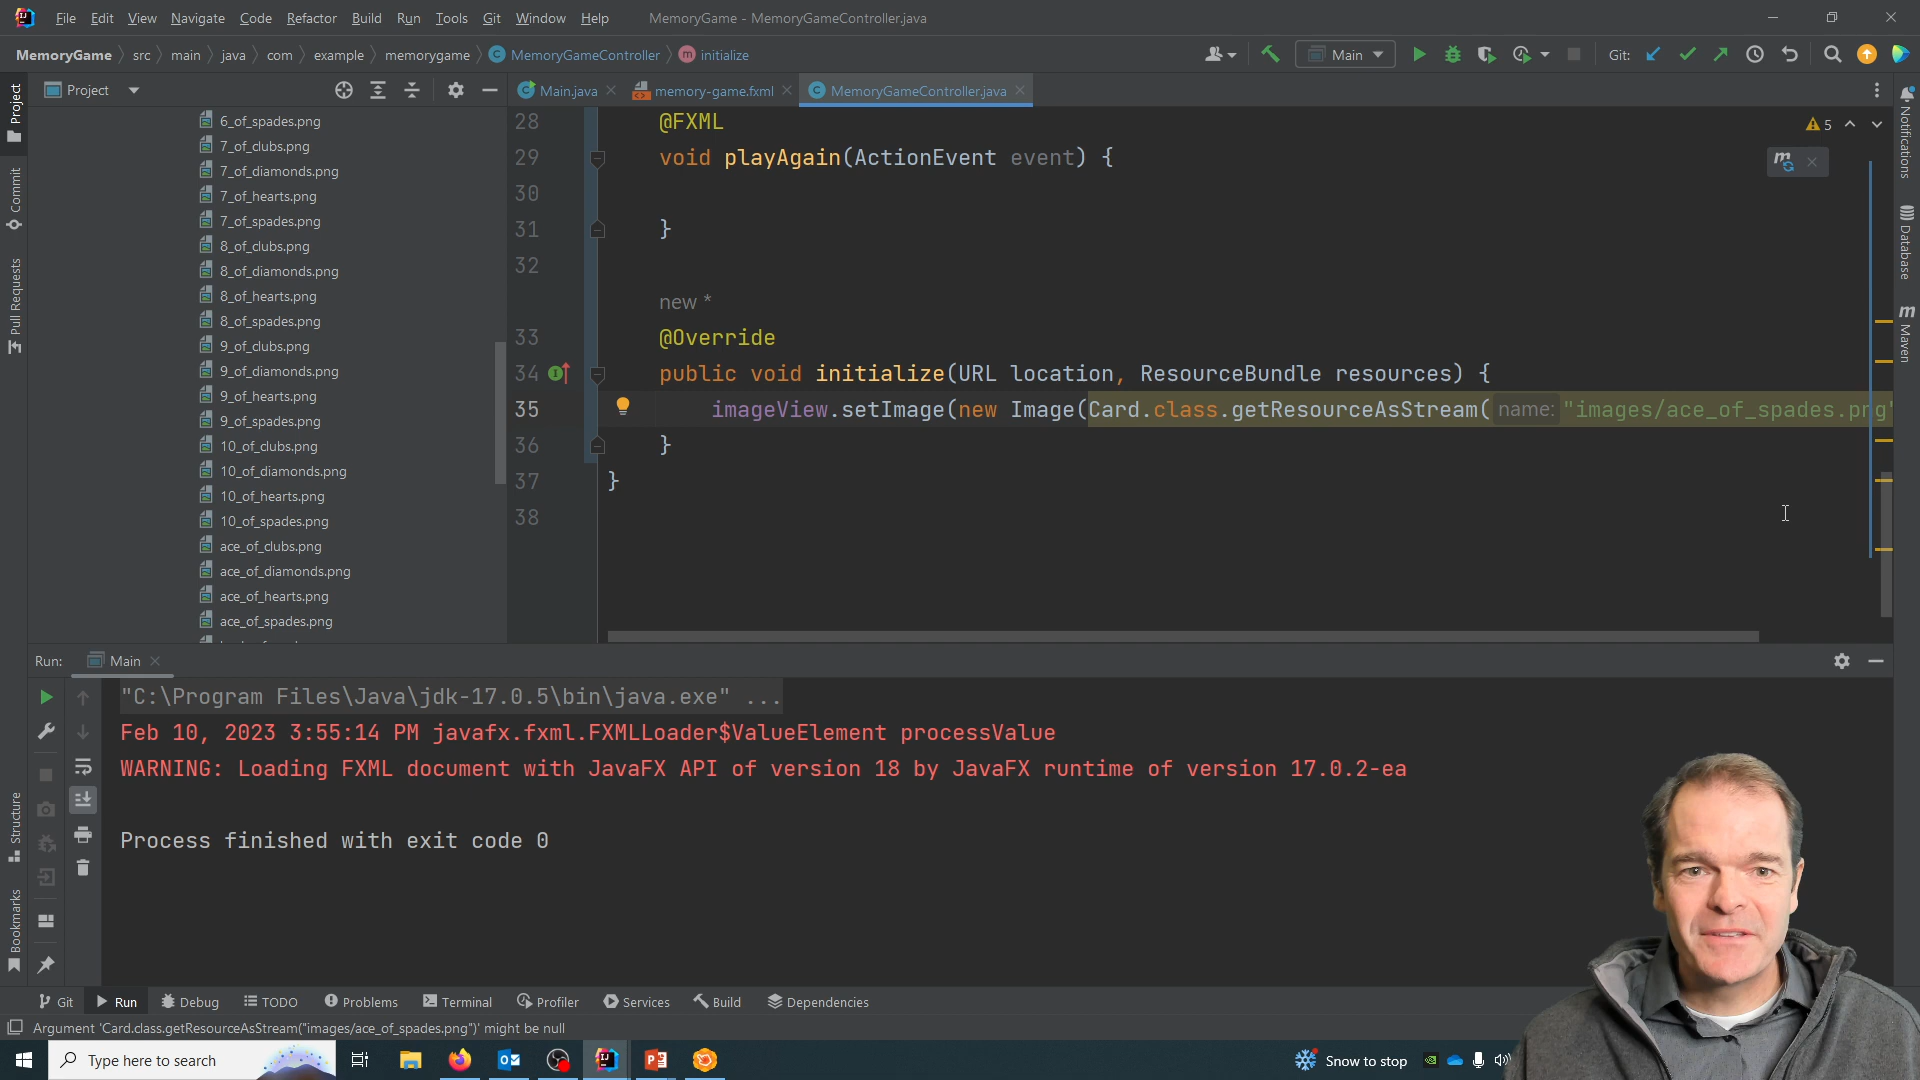 File Edit View Navigate Code Refactor Build Run Tools Git Window Help MemoryGame - MemoryGameController.java
MemoryGame src main java com example memorygame MemoryGameController initialize Main Git:
Project
Main.java memory-game.fxml MemoryGameController.java
6_of_spades.png
7_of_clubs.png
7_of_diamonds.png
7_of_hearts.png
7_of_spades.png
8_of_clubs.png
8_of_diamonds.png
8_of_hearts.png
8_of_spades.png
9_of_clubs.png
9_of_diamonds.png
9_of_hearts.png
9_of_spades.png
10_of_clubs.png
10_of_diamonds.png
10_of_hearts.png
10_of_spades.png
ace_of_clubs.png
ace_of_diamonds.png
ace_of_hearts.png
ace_of_spades.png
28 @FXML
29 void playAgain(ActionEvent event) {
30
31 }
32
new *
33 @Override
34 public void initialize(URL location, ResourceBundle resources) {
35 imageView.setImage(new Image(Card.class.getResourceAsStream( name: "images/ace_of_spades.png"
36 }
37 }
38
5
Project
Commit
Pull Requests
Structure
Bookmarks
Notifications
Database
Maven
Run: Main
"C:\Program Files\Java\jdk-17.0.5\bin\java.exe" ...
Feb 10, 2023 3:55:14 PM javafx.fxml.FXMLLoader$ValueElement processValue
WARNING: Loading FXML document with JavaFX API of version 18 by JavaFX runtime of version 17.0.2-ea
Process finished with exit code 0
Git Run Debug TODO Problems Terminal Profiler Services Build Dependencies
Argument 'Card.class.getResourceAsStream("images/ace_of_spades.png")' might be null
Type here to search
Snow to stop